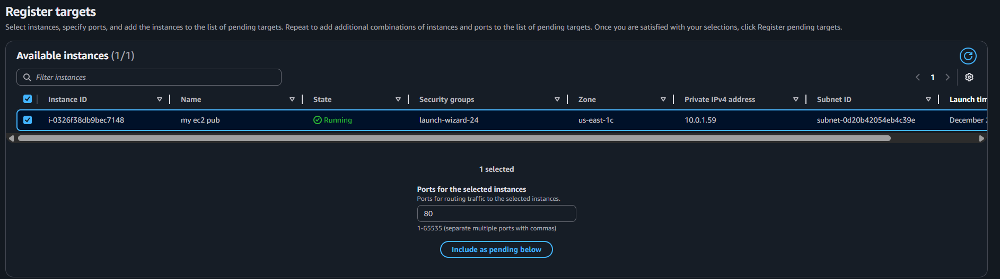 Register targets
Select instances, specify ports, and add the instances to the list of pending targets. Repeat to add additional combinations of instances and ports to the list of pending targets. Once you are satisfied with your selections, click Register pending targets.
Available instances (1/1)
Filter instances
1
Instance ID Name State Security groups Zone Private IPv4 address Subnet ID Launch tim
i-0326f38db9bec7148 my ec2 pub Running launch-wizard-24 us-east-1c 10.0.1.59 subnet-0d20b42054eb4c39e December
1 selected
Ports for the selected instances
Ports for routing traffic to the selected instances.
80
1-65535 (separate multiple ports with commas)
Include as pending below